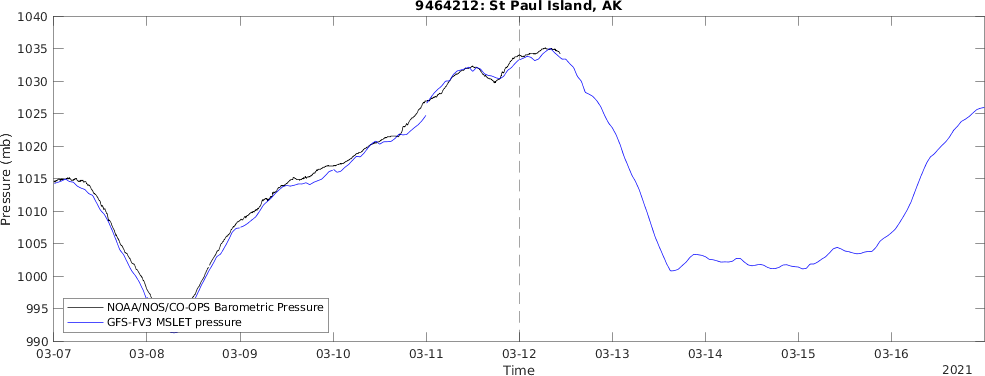 9464212: St Paul Island, AK
Pressure (mb)
1040
1035
1030
1025
1020
1015
1010
1005
1000
995
990
NOAA/NOS/CO-OPS Barometric Pressure
GFS-FV3 MSLET pressure
03-07 03-08 03-09 03-10 03-11 03-12 03-13 03-14 03-15 03-16
Time
2021